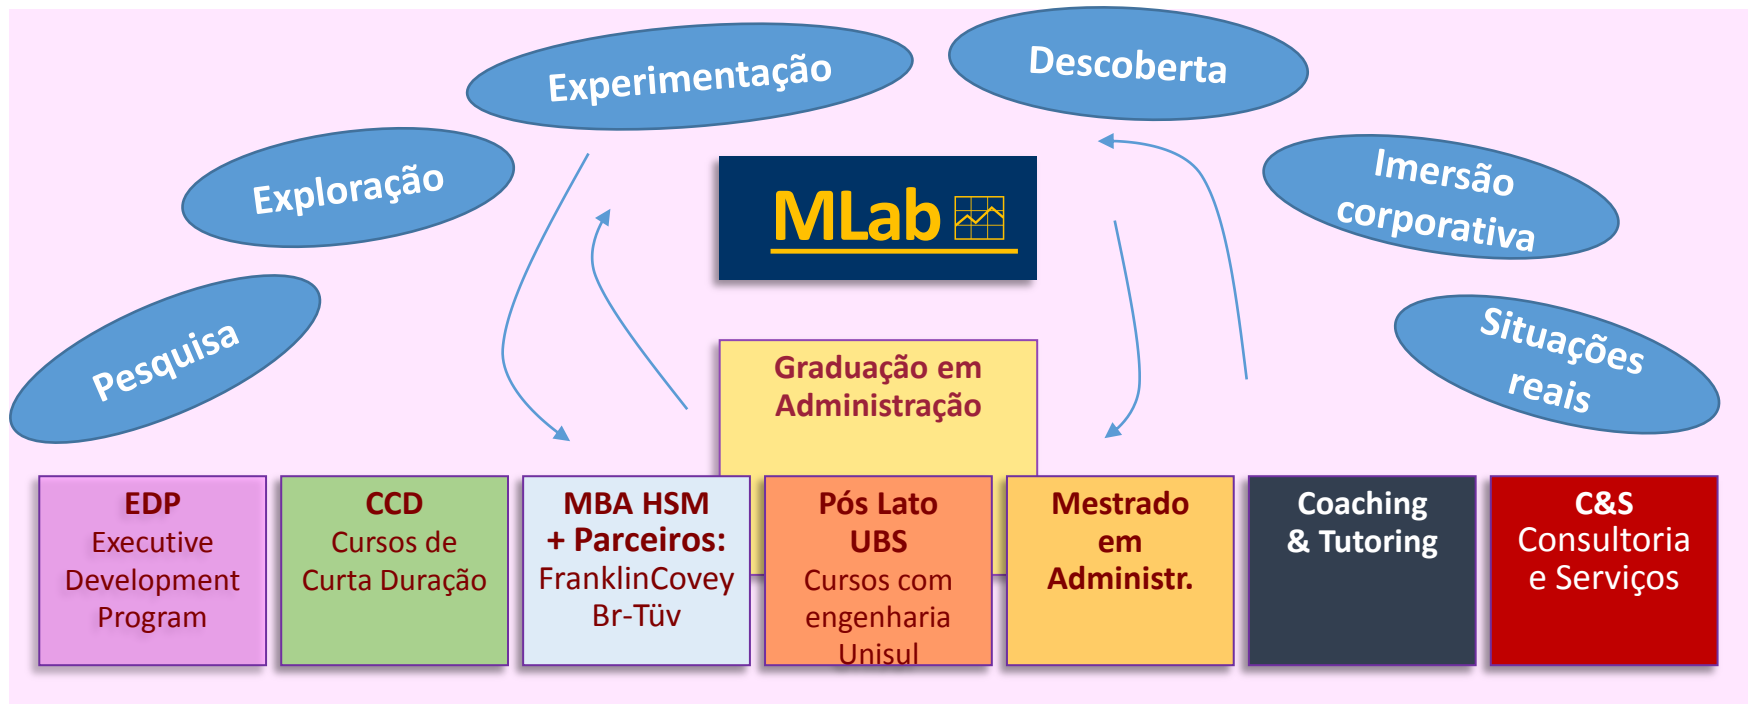 Experimentação
Descoberta
Exploração
Imersão
corporativa
MLab
Pesquisa
Situações
reais
Graduação em
Administração
EDP
Executive
Development
Program
CCD
Cursos de
Curta Duração
MBA HSM
+ Parceiros:
FranklinCovey
Br-Tüv
Pós Lato
UBS
Cursos com
engenharia
Unisul
Mestrado
em
Administr.
Coaching
& Tutoring
C&S
Consultoria
e Serviços